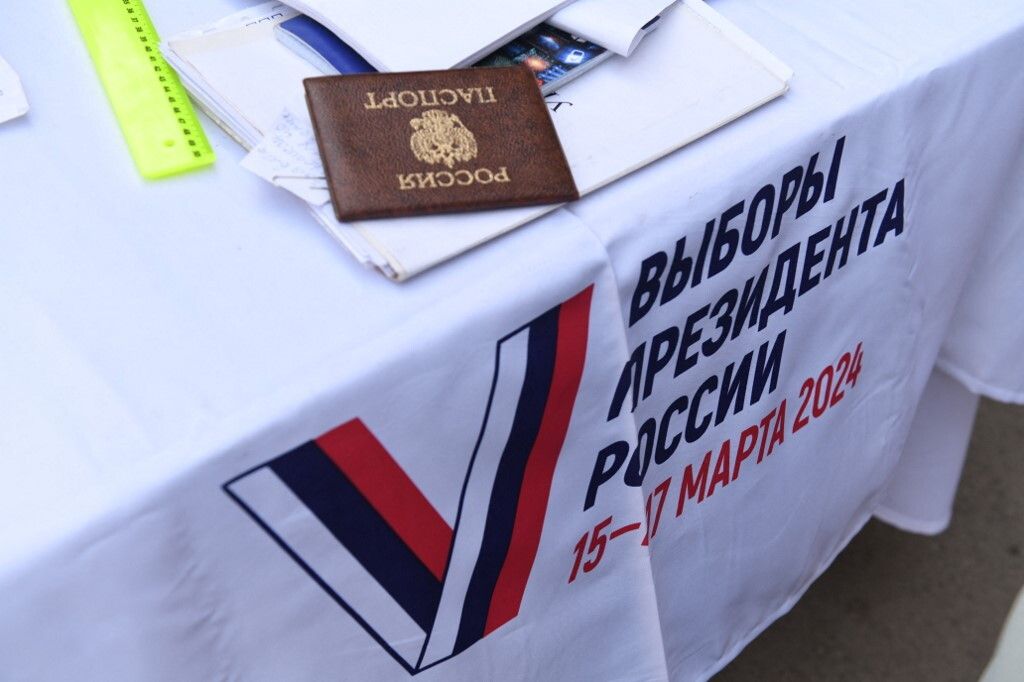 РОССИЯ
ПАСПОРТ
ВЫБОРЫ
ПРЕЗИДЕНТА
РОССИИ
15–17 МАРТА 2024